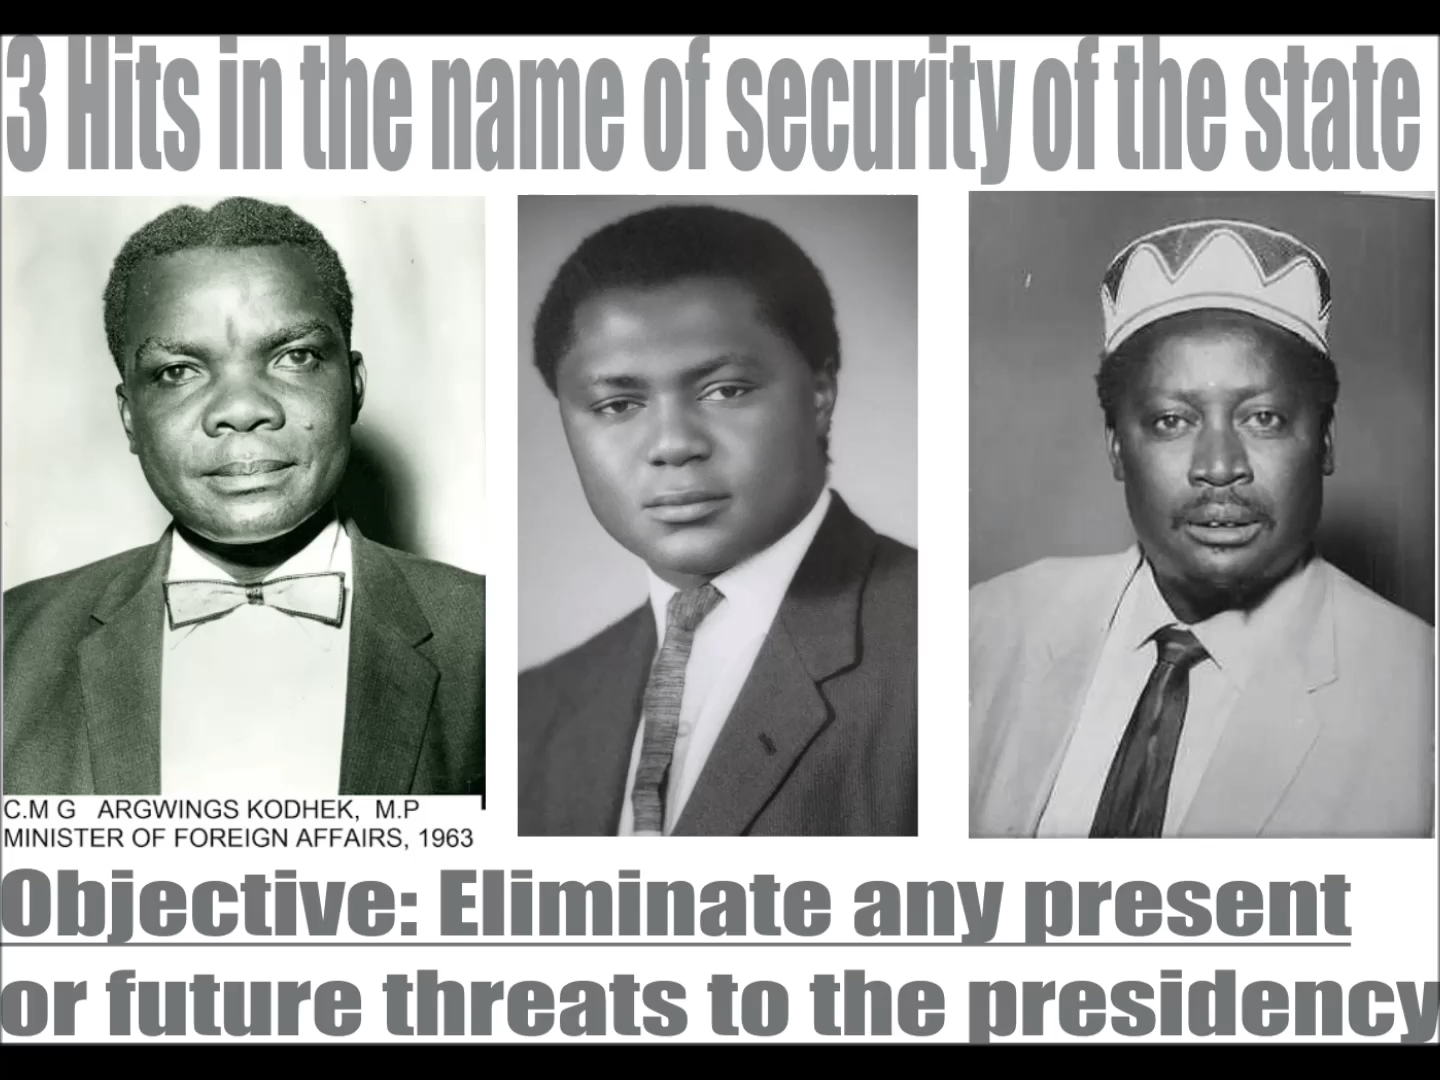 3 Hits in the name of security of the state
C.M G ARGWINGS KODHEK, M.P
MINISTER OF FOREIGN AFFAIRS, 1963
Objective: Eliminate any present
or future threats to the presidency